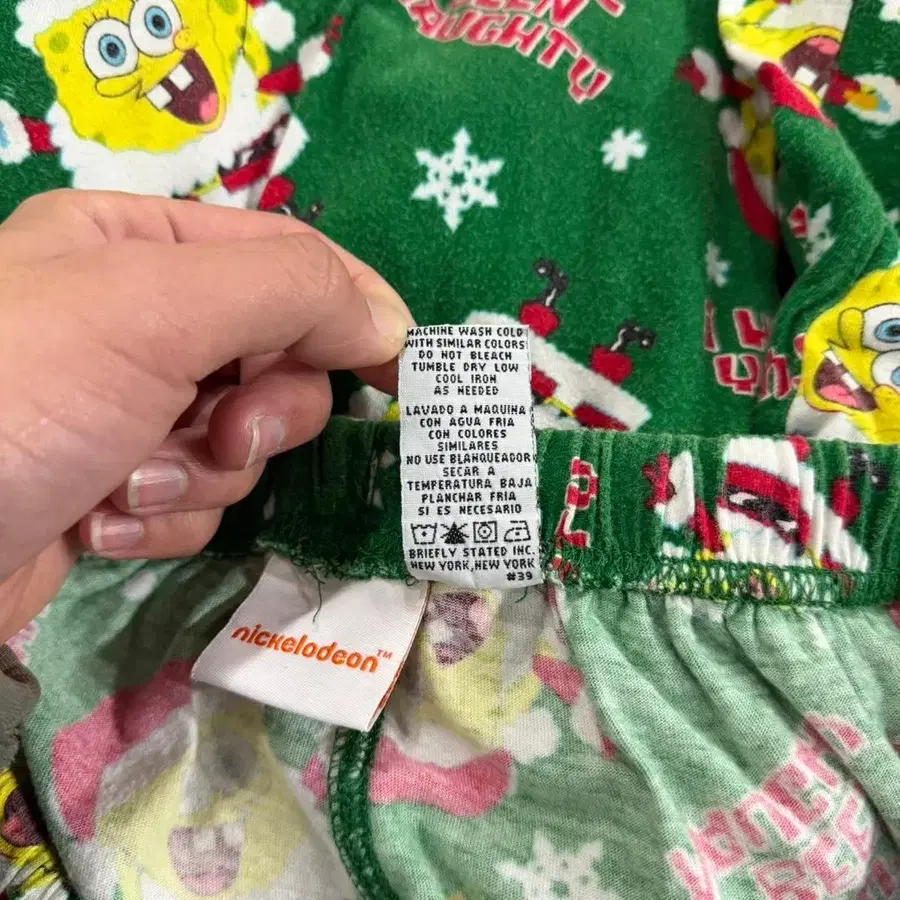 EEN
AUGHTY
MACHINE WASH COLD
WITH SIMILAR COLORS
DO NOT BLEACH
TUMBLE DRY LOW
COOL IRON
AS NEEDED
LAVADO A MAQUINA
CON AGUA FRIA
CON COLORES
SIMILARES
NO USE BLANQUEADOR
SECAR A
TEMPERATURA BAJA
PLANCHAR FRIA
SI ES NECESARIO
BRIEFLY STATED INC.
NEW YORK, NEW YORK
#39
nickelodeon™